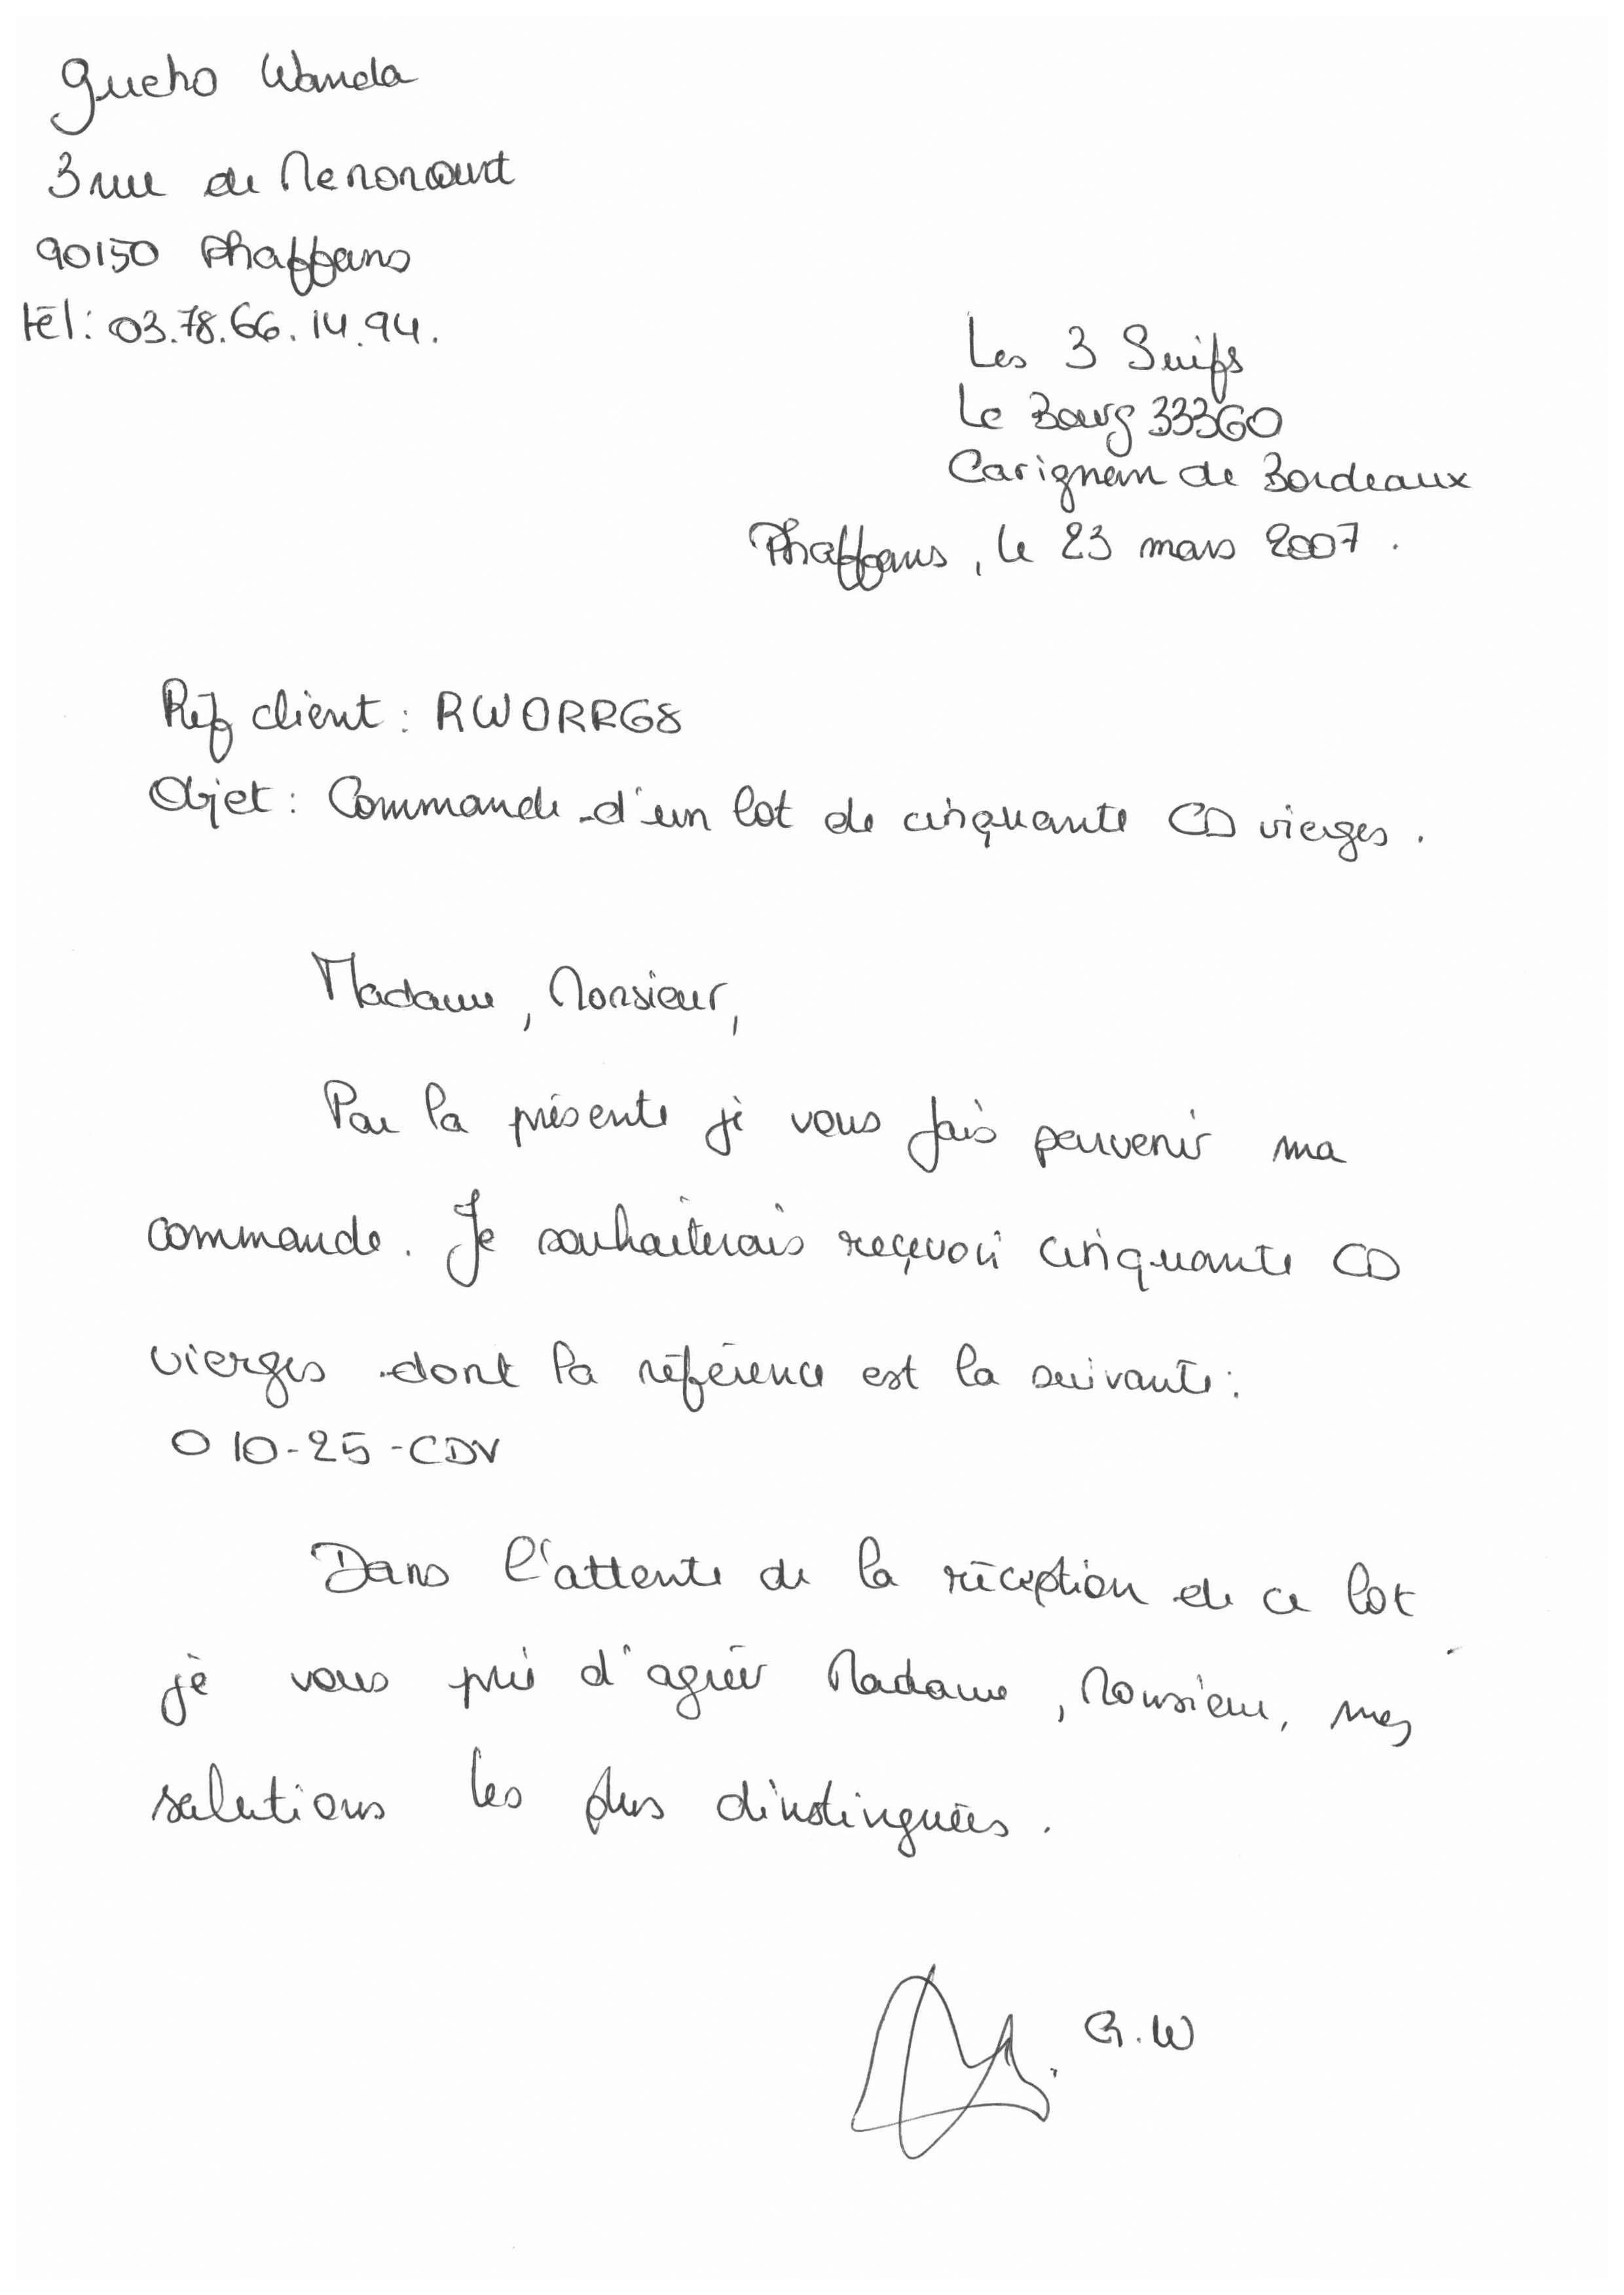 Gucho Wanda
3 rue de Menoncourt
90150 Phaffans
tél: 03.78.66.14.94.
Les 3 Suifs
Le Bourg 33360
Carignan de Bordeaux
Phaffans, le 23 mars 2007.
Réf client : RWORRG8
Objet : Commande d'un lot de cinquante CD vierges.
Madame, Monsieur,
Par la présente je vous fais parvenir ma
commande. Je souhaiterais reçevoir cinquante CD
vierges dont la référence est la suivante:
O 10-25-CDV
Dans l'attente de la réception de ce lot
je vous prie d'agréer Madame, Monsieur, mes
salutions les plus dinstinguées.
G.W